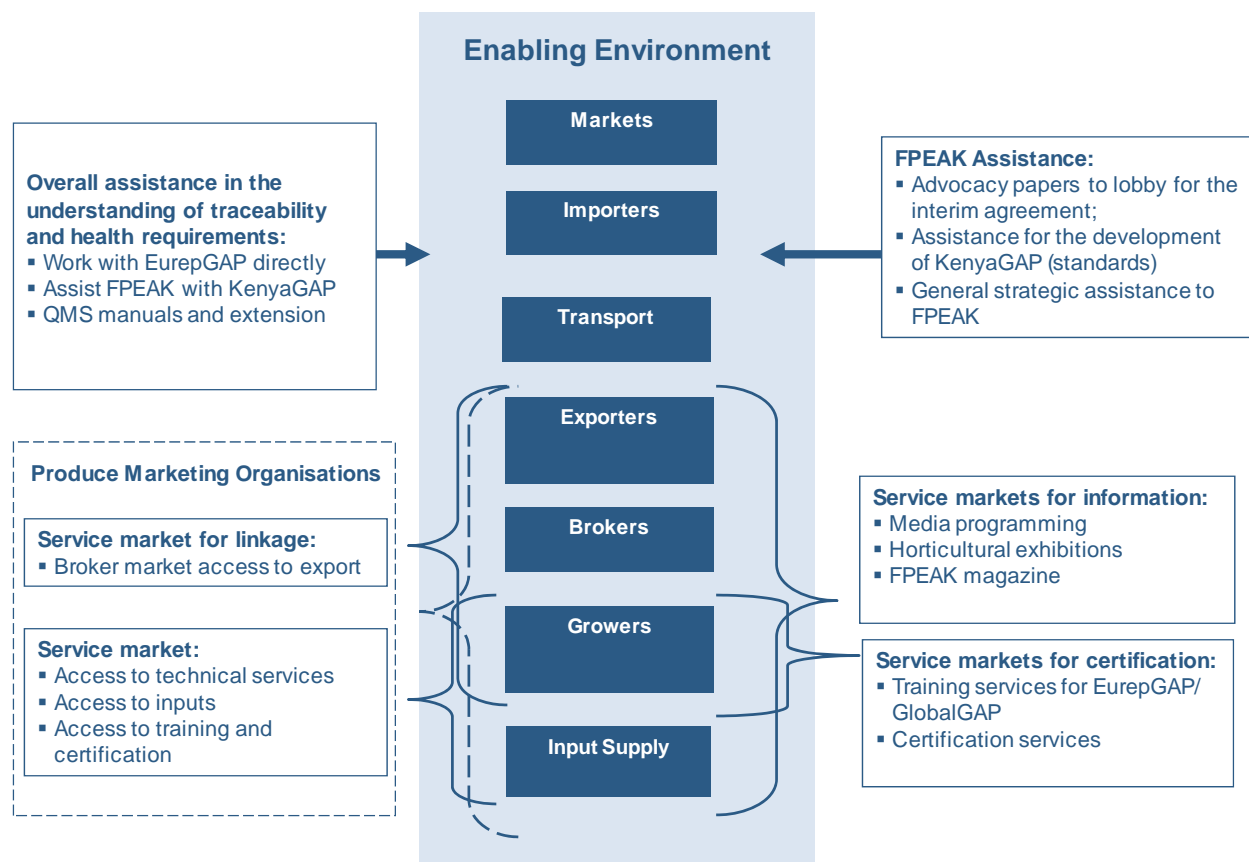 Enabling Environment
Markets
Importers
Transport
Exporters
Brokers
Growers
Input Supply
Overall assistance in the
understanding of traceability
and health requirements:
▪ Work with EurepGAP directly
▪ Assist FPEAK with KenyaGAP
▪ QMS manuals and extension
Produce Marketing Organisations
Service market for linkage:
▪ Broker market access to export
Service market:
▪ Access to technical services
▪ Access to inputs
▪ Access to training and
certification
FPEAK Assistance:
▪ Advocacy papers to lobby for the
interim agreement;
▪ Assistance for the development
of KenyaGAP (standards)
▪ General strategic assistance to
FPEAK
Service markets for information:
▪ Media programming
▪ Horticultural exhibitions
▪ FPEAK magazine
Service markets for certification:
▪ Training services for EurepGAP/
GlobalGAP
▪ Certification services